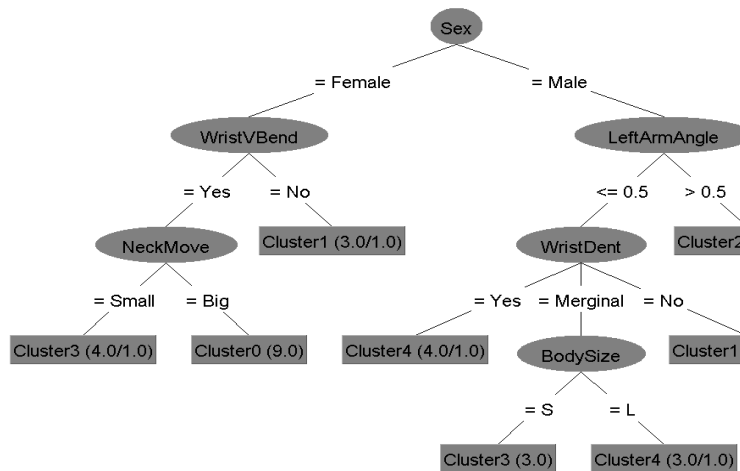 Sex
= Female = Male
WristVBend LeftArmAngle
= Yes = No <= 0.5 > 0.5
NeckMove Cluster1 (3.0/1.0) WristDent Cluster2
= Small = Big = Yes = Merginal = No
Cluster3 (4.0/1.0) Cluster0 (9.0) Cluster4 (4.0/1.0) BodySize Cluster1
= S = L
Cluster3 (3.0) Cluster4 (3.0/1.0)